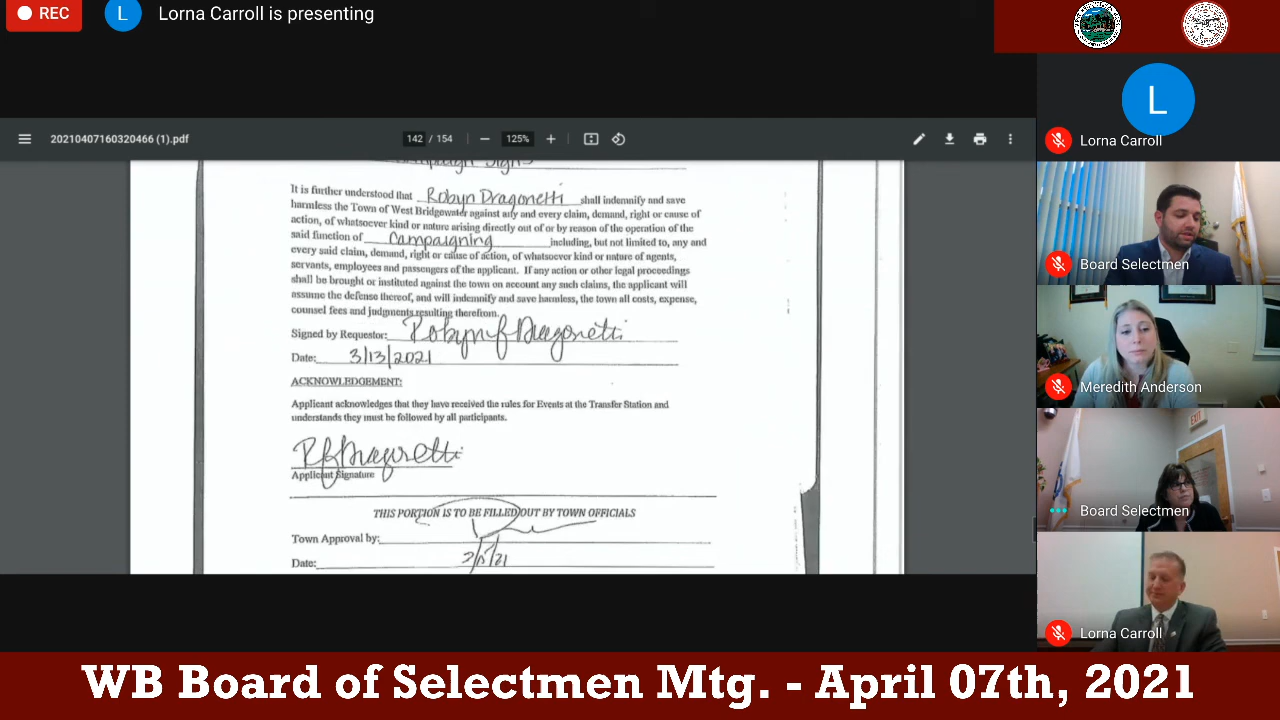 REC
L
Lorna Carroll is presenting
20210407160320466 (1).pdf
142 / 154
125%
Campaign Signs
It is further understood that Robyn Dragonetti shall indemnify and save
harmless the Town of West Bridgewater against any and every claim, demand, right or cause of
action, of whatsoever kind or nature arising directly out of or by reason of the operation of the
said function of Campaigning including, but not limited to, any and
every said claim, demand, right or cause of action, of whatsoever kind or nature of agents,
servants, employees and passengers of the applicant. If any action or other legal proceedings
shall be brought or instituted against the town on account any such claims, the applicant will
assume the defense thereof, and will indemnify and save harmless, the town all costs, expense,
counsel fees and judgments resulting therefrom.
Signed by Requestor: Robyn F Dragonetti
Date: 3/13/2021
ACKNOWLEDGEMENT:
Applicant acknowledges that they have received the rules for Events at the Transfer Station and
understands they must be followed by all participants.
Applicant Signature
THIS PORTION IS TO BE FILLED OUT BY TOWN OFFICIALS
Town Approval by:
Date:
L
Lorna Carroll
Board Selectmen
Meredith Anderson
EXIT
Board Selectmen
Lorna Carroll
WB Board of Selectmen Mtg. - April 07th, 2021